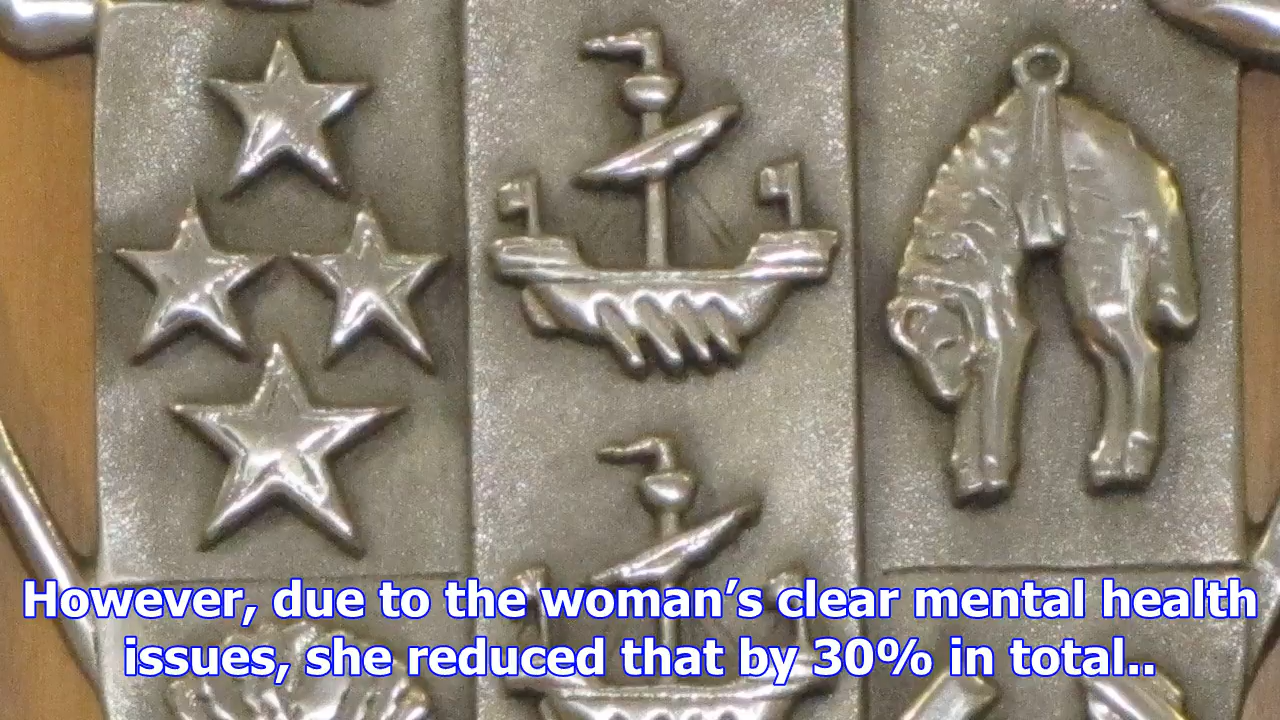 However, due to the woman’s clear mental health
issues, she reduced that by 30% in total..